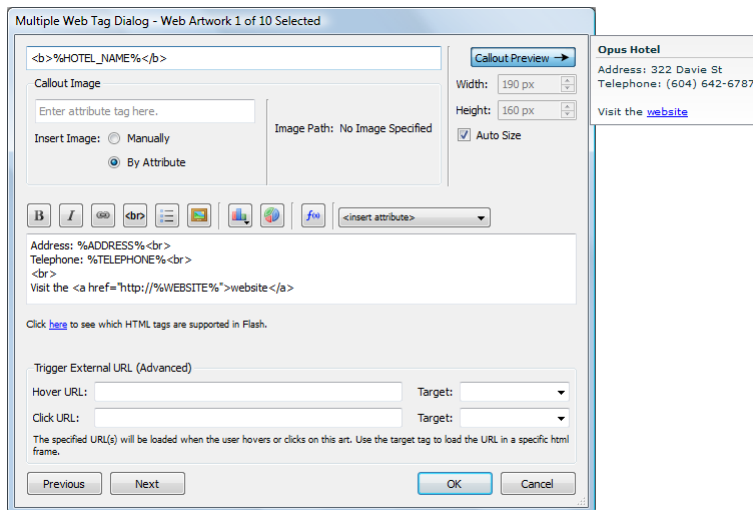 Multiple Web Tag Dialog - Web Artwork 1 of 10 Selected
<b>%HOTEL_NAME%</b>
Callout Preview
Callout Image
Width: 190 px
Enter attribute tag here.
Height: 160 px
Insert Image: Manually
Image Path: No Image Specified
Auto Size
By Attribute
Opus Hotel
Address: 322 Davie St
Telephone: (604) 642-6787
Visit the website
B I <br> f(x) <insert attribute>
Address: %ADDRESS%<br>
Telephone: %TELEPHONE%<br>
<br>
Visit the <a href="http://%WEBSITE%">website</a>
Click here to see which HTML tags are supported in Flash.
Trigger External URL (Advanced)
Hover URL: Target:
Click URL: Target:
The specified URL(s) will be loaded when the user hovers or clicks on this art. Use the target tag to load the URL in a specific html
frame.
Previous Next OK Cancel